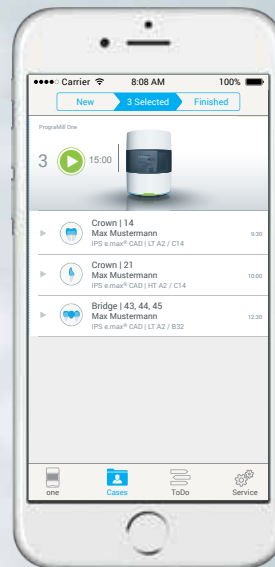 Carrier 8:08 AM 100%
New 3 Selected Finished
PrograMill One
3 15:00
Crown | 14
Max Mustermann
IPS e.max® CAD | LT A2 / C14
9:30
Crown | 21
Max Mustermann
IPS e.max® CAD | HT A2 / C14
10:00
Bridge | 43, 44, 45
Max Mustermann
IPS e.max® CAD | LT A2 / B32
12:30
one Cases ToDo Service